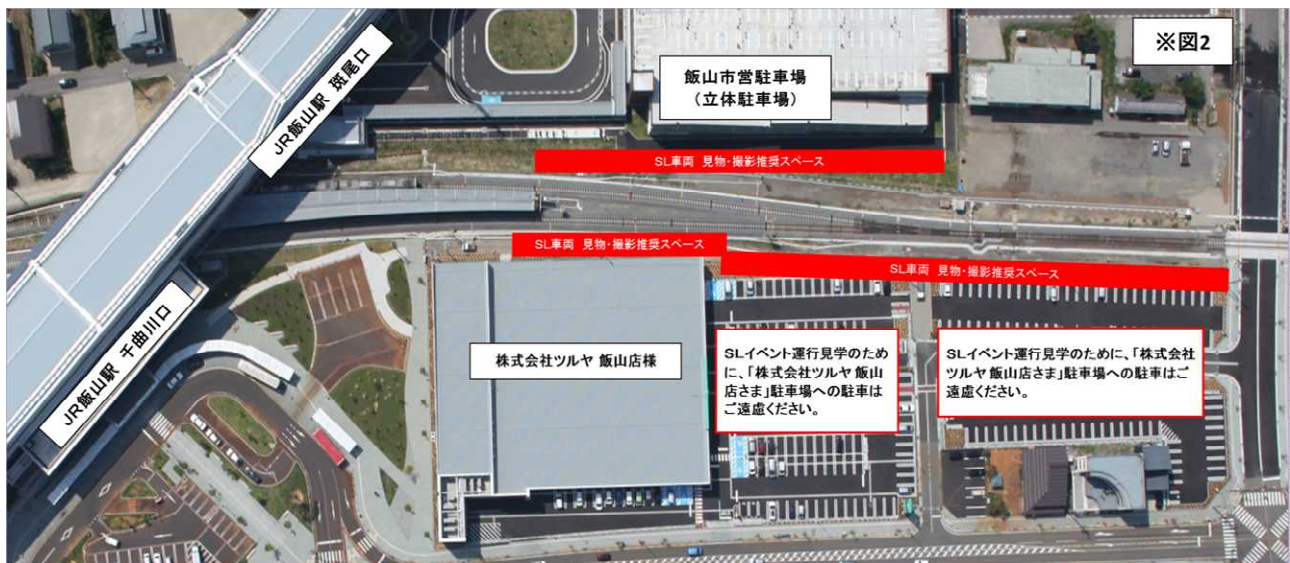 ※図2
JR飯山駅 斑尾口
飯山市営駐車場
（立体駐車場）
SL車両 見物・撮影推奨スペース
SL車両 見物・撮影推奨スペース
SL車両 見物・撮影推奨スペース
JR飯山駅 千曲川口
株式会社ツルヤ 飯山店様
SLイベント運行見学のため
に、「株式会社ツルヤ 飯山
店さま」駐車場への駐車は
ご遠慮ください。
SLイベント運行見学のために、「株式会社
ツルヤ 飯山店さま」駐車場への駐車はご
遠慮ください。